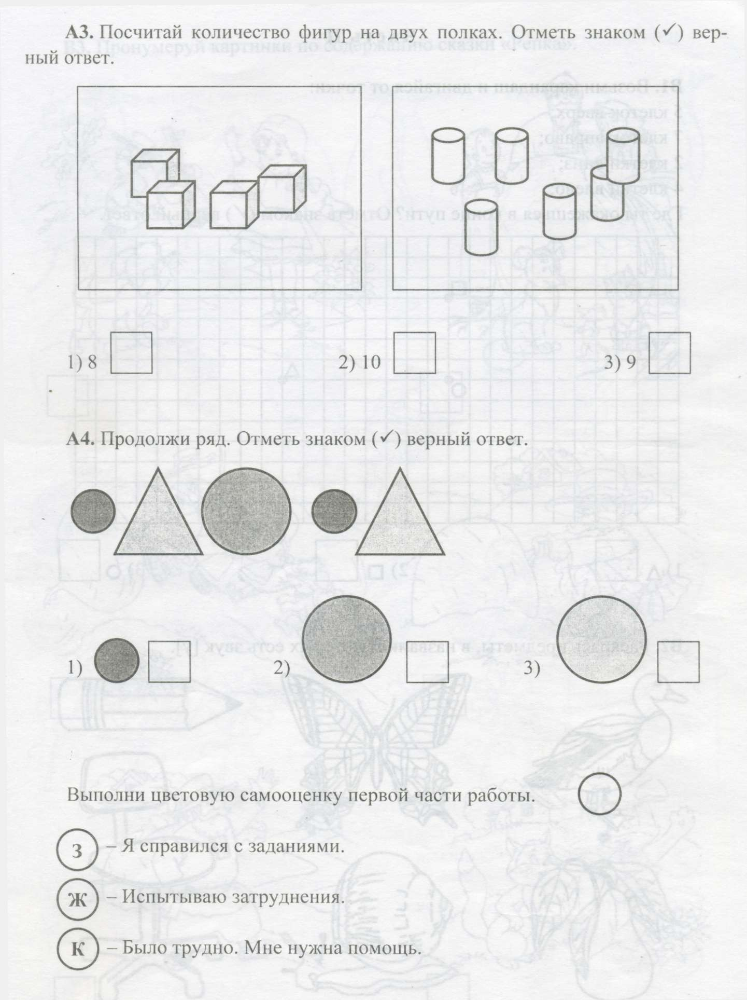 А3. Посчитай количество фигур на двух полках. Отметь знаком (✓) вер-
ный ответ.
1) 8
2) 10
3) 9
А4. Продолжи ряд. Отметь знаком (✓) верный ответ.
1)
2)
3)
Выполни цветовую самооценку первой части работы.
З – Я справился с заданиями.
Ж – Испытываю затруднения.
К – Было трудно. Мне нужна помощь.